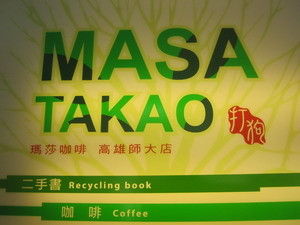 MASA
TAKAO
打狗
瑪莎咖啡 高雄師大店
二手書 Recycling book
咖啡 Coffee